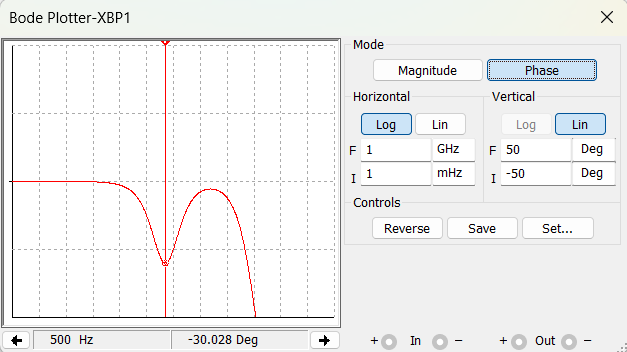 Bode Plotter-XBP1
Mode
Magnitude Phase
Horizontal Vertical
Log Lin Log Lin
F 1 GHz F 50 Deg
I 1 mHz I -50 Deg
Controls
Reverse Save Set...
500 Hz -30.028 Deg + In - + Out -